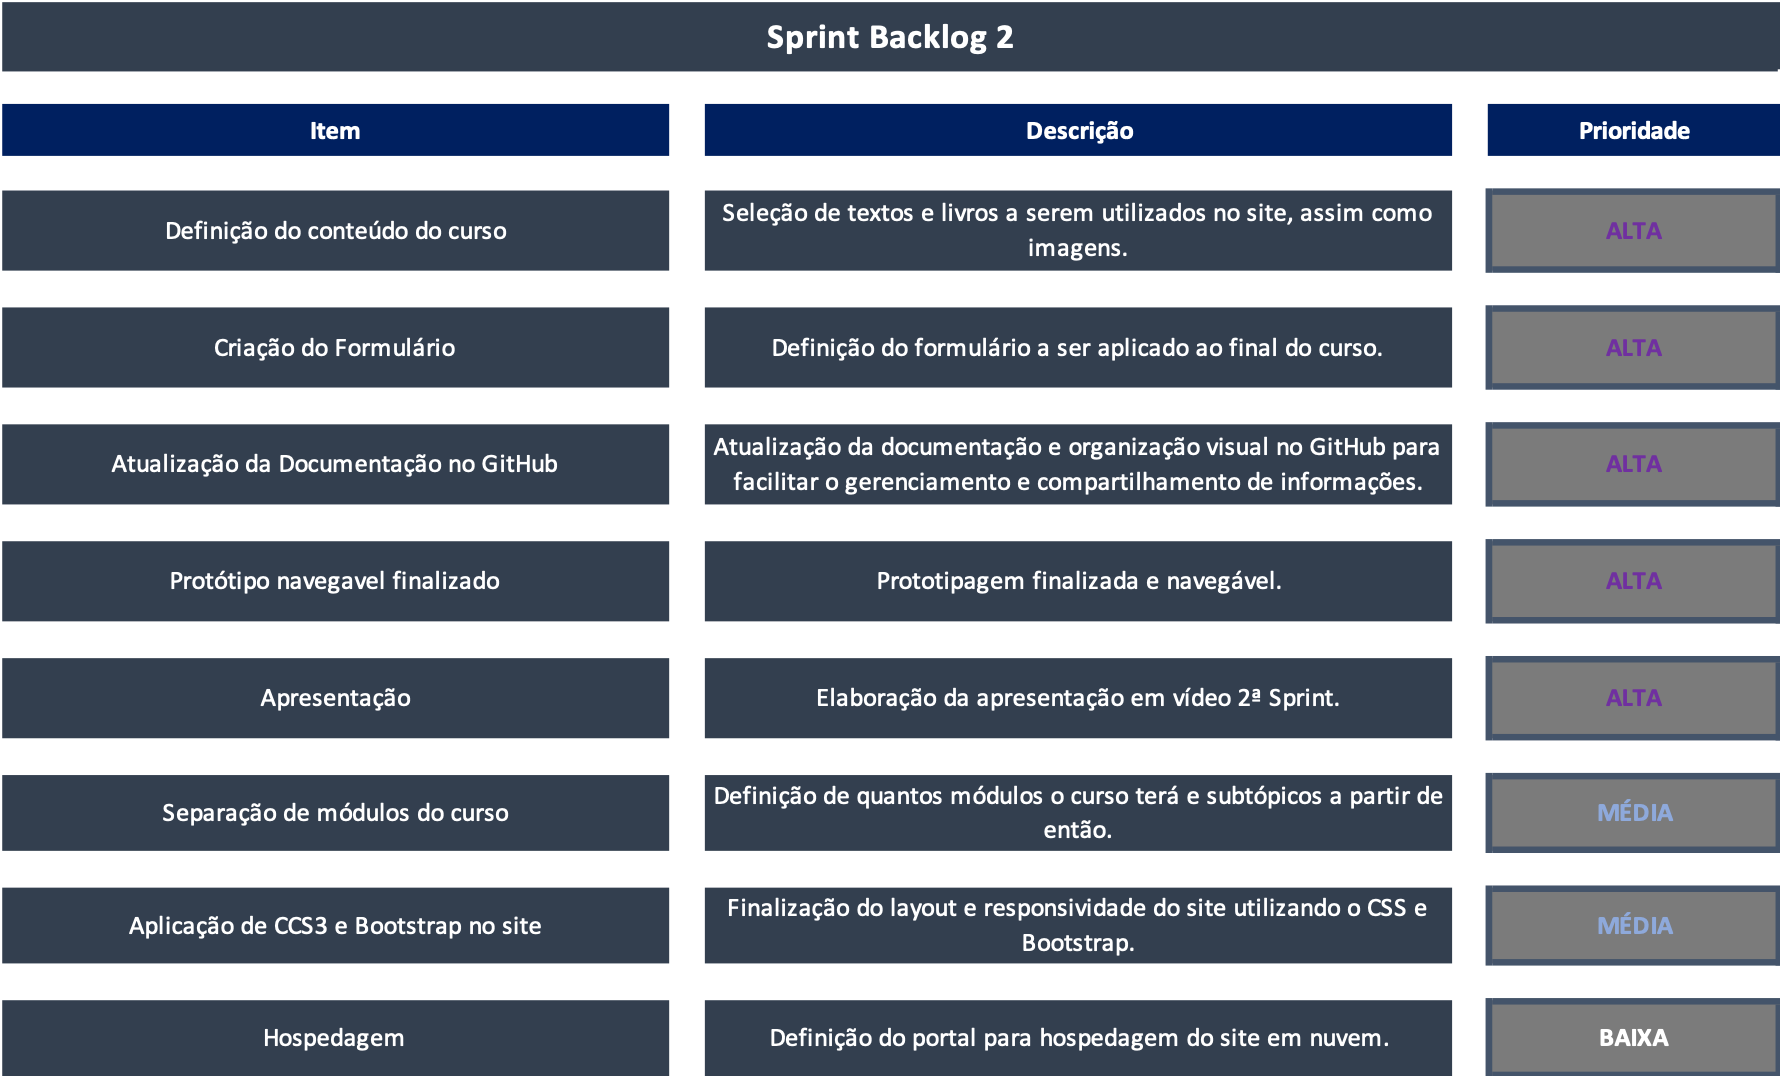 Sprint Backlog 2
Item
Descrição
Prioridade
Definição do conteúdo do curso
Seleção de textos e livros a serem utilizados no site, assim como
imagens.
ALTA
Criação do Formulário
Definição do formulário a ser aplicado ao final do curso.
ALTA
Atualização da Documentação no GitHub
Atualização da documentação e organização visual no GitHub para
facilitar o gerenciamento e compartilhamento de informações.
ALTA
Protótipo navegavel finalizado
Prototipagem finalizada e navegável.
ALTA
Apresentação
Elaboração da apresentação em vídeo 2ª Sprint.
ALTA
Separação de módulos do curso
Definição de quantos módulos o curso terá e subtópicos a partir de
então.
MÉDIA
Aplicação de CCS3 e Bootstrap no site
Finalização do layout e responsividade do site utilizando o CSS e
Bootstrap.
MÉDIA
Hospedagem
Definição do portal para hospedagem do site em nuvem.
BAIXA